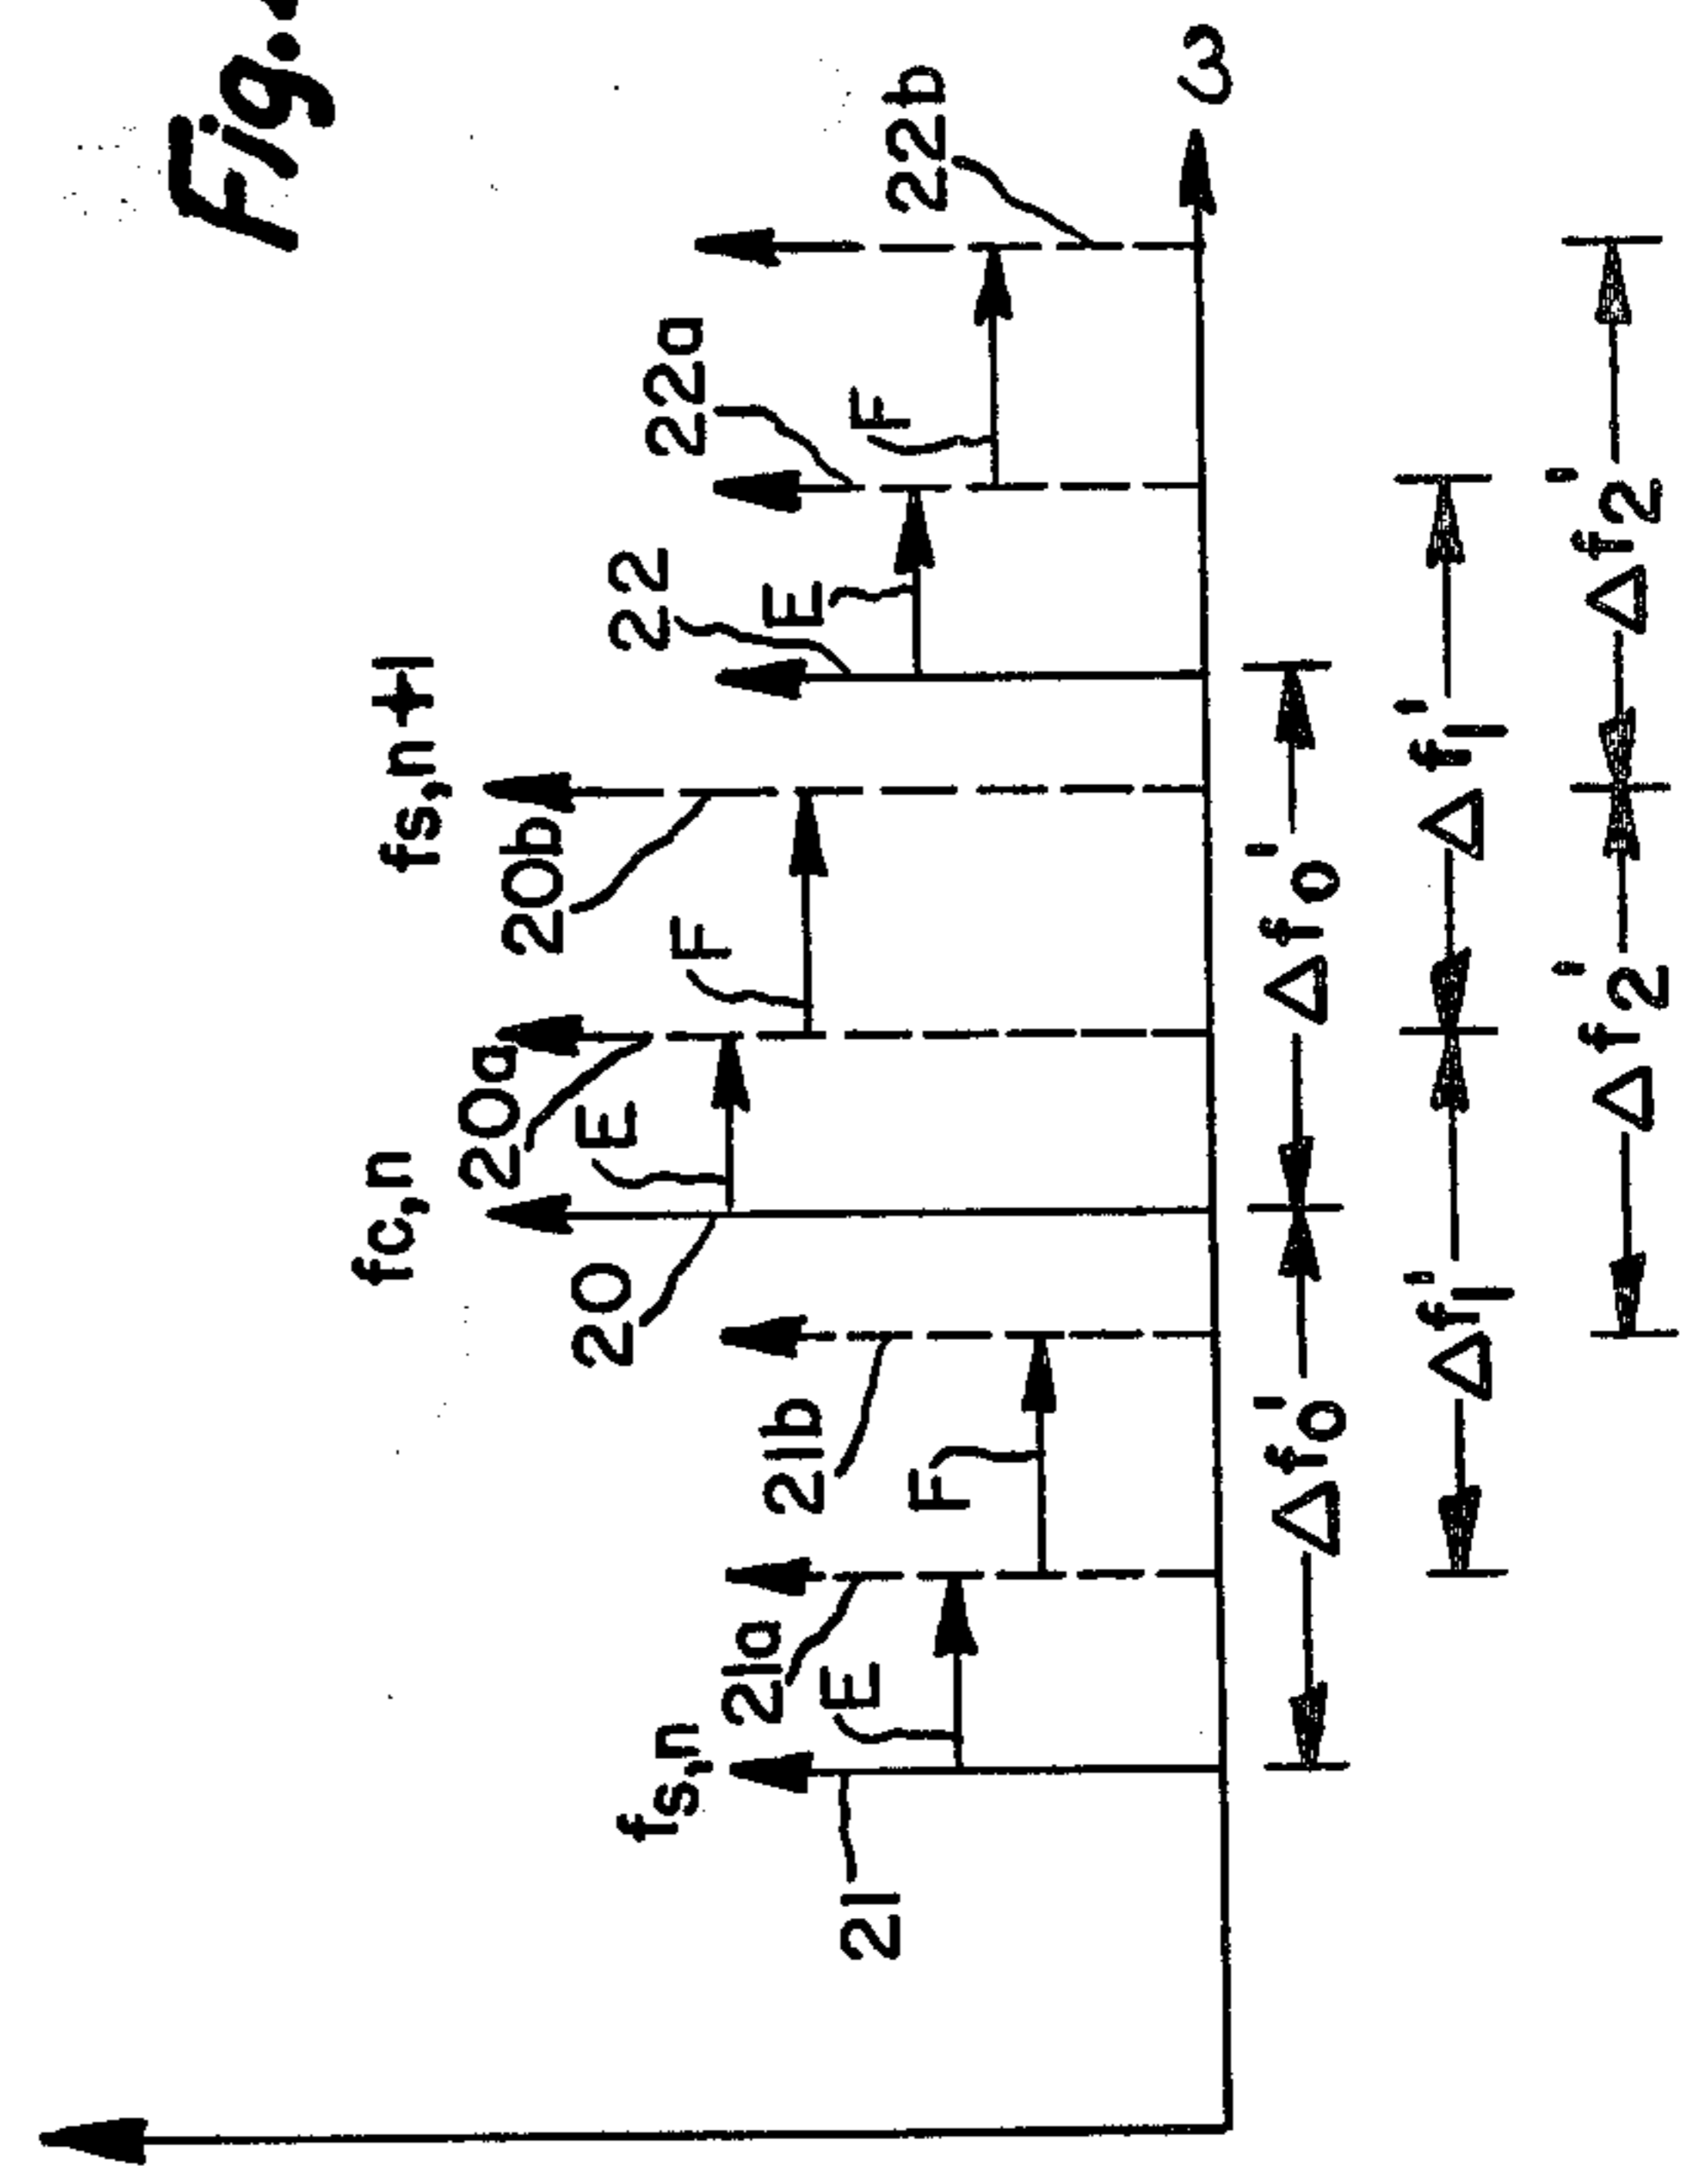 Fig.
fs,n
fc,n
fs,n+1
21
21a
21b
20
20a
20b
22
22a
22b
E
F
E
F
E
F
ω
Δf0'
Δf0'
Δf1'
Δf1'
Δf2'
Δf2'